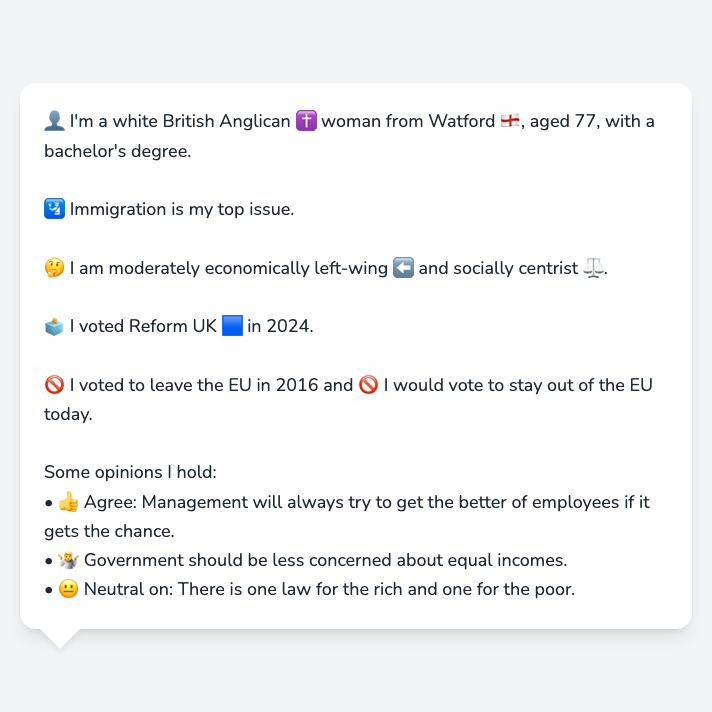 👤 I'm a white British Anglican ✝️ woman from Watford 🏴󠁧󠁢󠁥󠁮󠁧󠁿, aged 77, with a
bachelor's degree.
🛂 Immigration is my top issue.
🤔 I am moderately economically left-wing ⬅️ and socially centrist ⚖️.
🗳️ I voted Reform UK 🟦 in 2024.
🚫 I voted to leave the EU in 2016 and 🚫 I would vote to stay out of the EU
today.
Some opinions I hold:
• 👍 Agree: Management will always try to get the better of employees if it
gets the chance.
• 🤷 Government should be less concerned about equal incomes.
• 😐 Neutral on: There is one law for the rich and one for the poor.